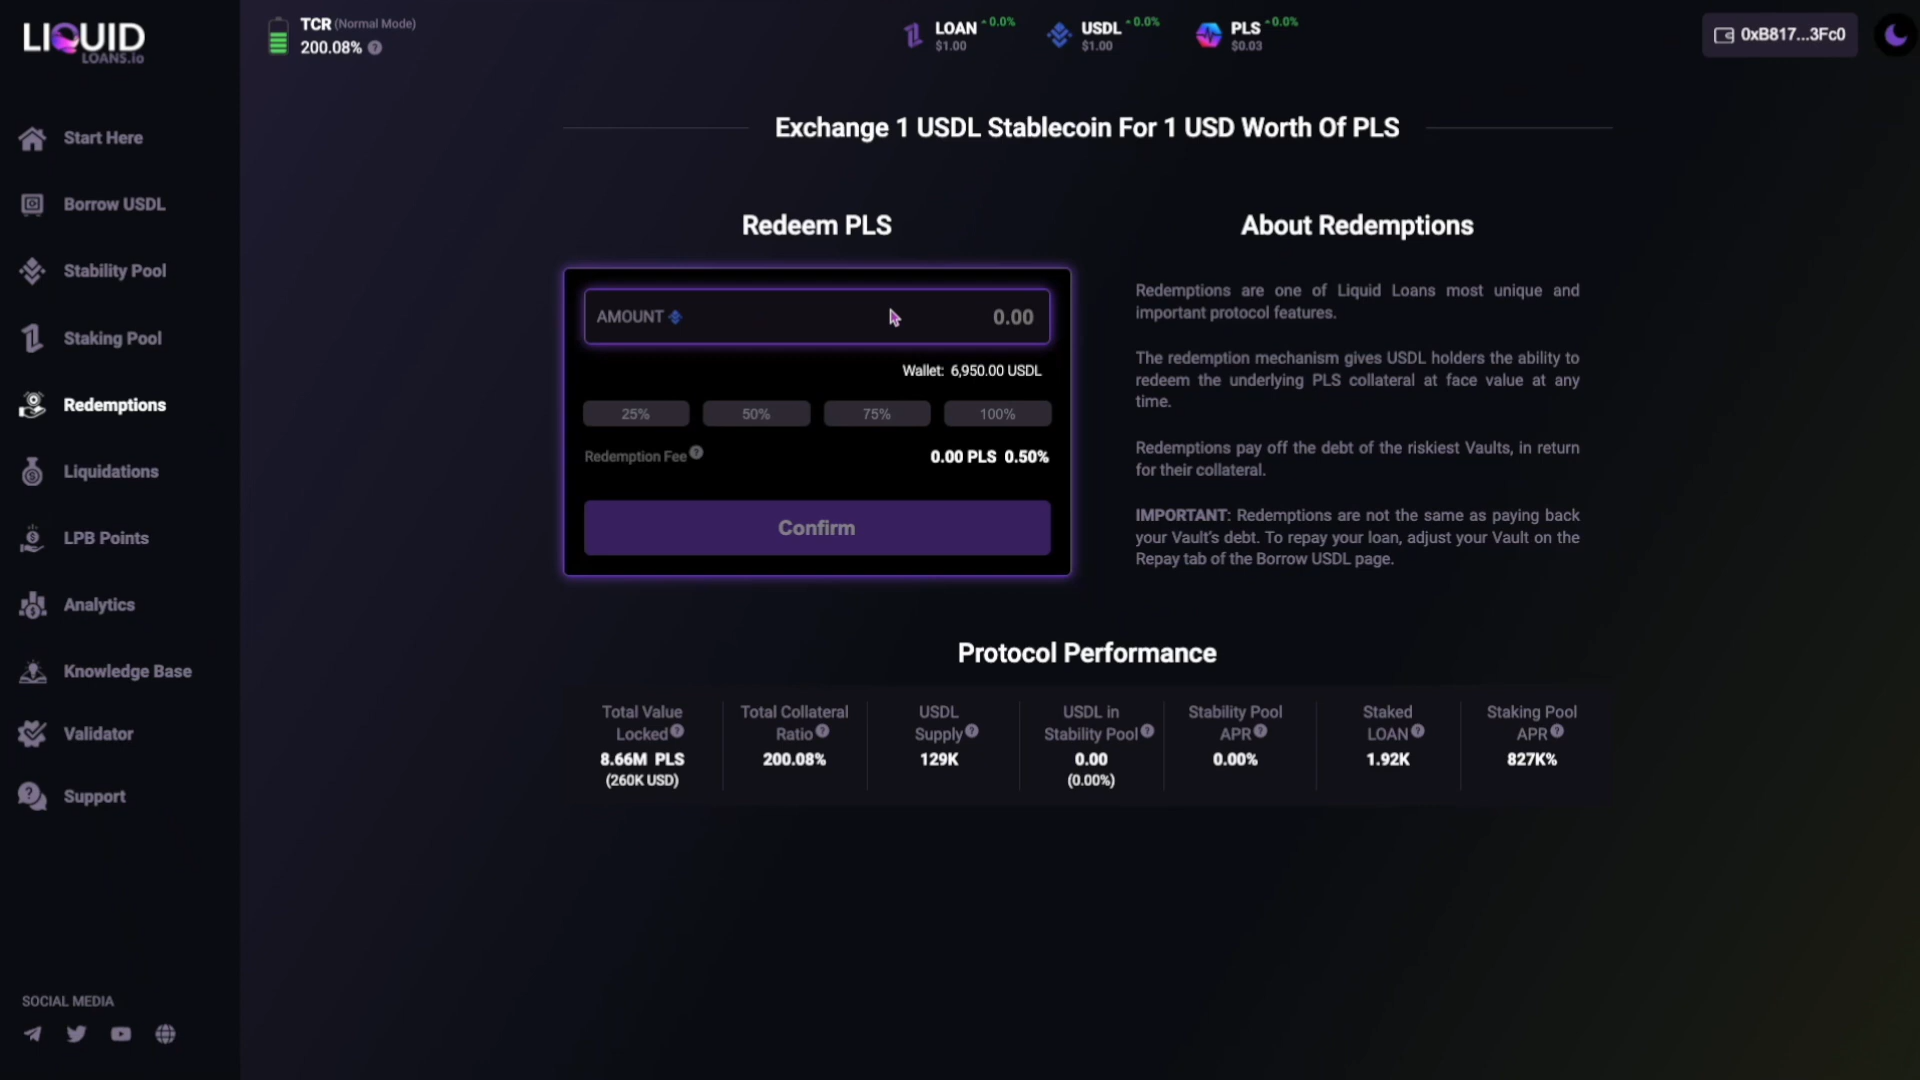 LIQUID
LOANS.io
TCR (Normal Mode)
200.08%
LOAN 0.0%
$1.00
USDL 0.0%
$1.00
PLS 0.0%
$0.03
0xB817...3Fc0
Start Here
Borrow USDL
Stability Pool
Staking Pool
Redemptions
Liquidations
LPB Points
Analytics
Knowledge Base
Validator
Support
SOCIAL MEDIA
Exchange 1 USDL Stablecoin For 1 USD Worth Of PLS
Redeem PLS
AMOUNT 0.00
Wallet: 6,950.00 USDL
25% 50% 75% 100%
Redemption Fee 0.00 PLS 0.50%
Confirm
About Redemptions
Redemptions are one of Liquid Loans most unique and
important protocol features.
The redemption mechanism gives USDL holders the ability to
redeem the underlying PLS collateral at face value at any
time.
Redemptions pay off the debt of the riskiest Vaults, in return
for their collateral.
IMPORTANT: Redemptions are not the same as paying back
your Vault's debt. To repay your loan, adjust your Vault on the
Repay tab of the Borrow USDL page.
Protocol Performance
Total Value
Locked
8.66M PLS
(260K USD)
Total Collateral
Ratio
200.08%
USDL
Supply
129K
USDL in
Stability Pool
0.00
(0.00%)
Stability Pool
APR
0.00%
Staked
LOAN
1.92K
Staking Pool
APR
827K%